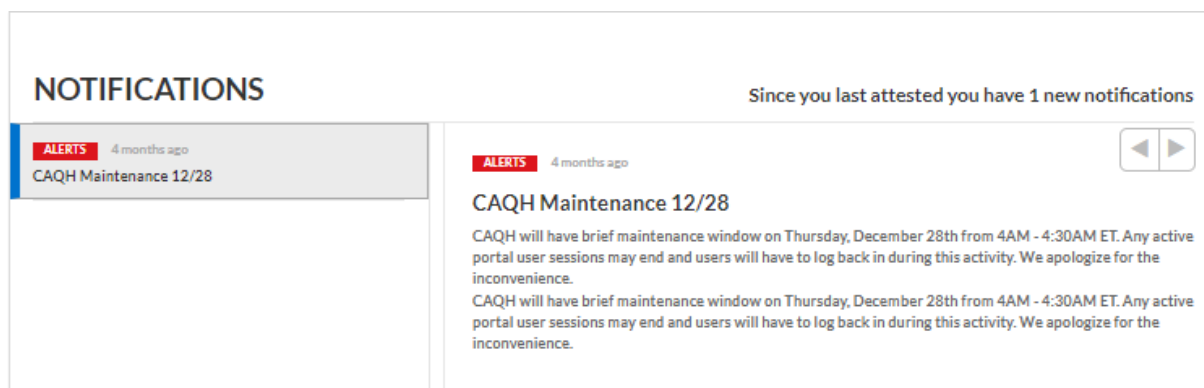 NOTIFICATIONS
Since you last attested you have 1 new notifications
ALERTS 4 months ago
CAQH Maintenance 12/28
ALERTS 4 months ago
CAQH Maintenance 12/28
CAQH will have brief maintenance window on Thursday, December 28th from 4AM - 4:30AM ET. Any active
portal user sessions may end and users will have to log back in during this activity. We apologize for the
inconvenience.
CAQH will have brief maintenance window on Thursday, December 28th from 4AM - 4:30AM ET. Any active
portal user sessions may end and users will have to log back in during this activity. We apologize for the
inconvenience.